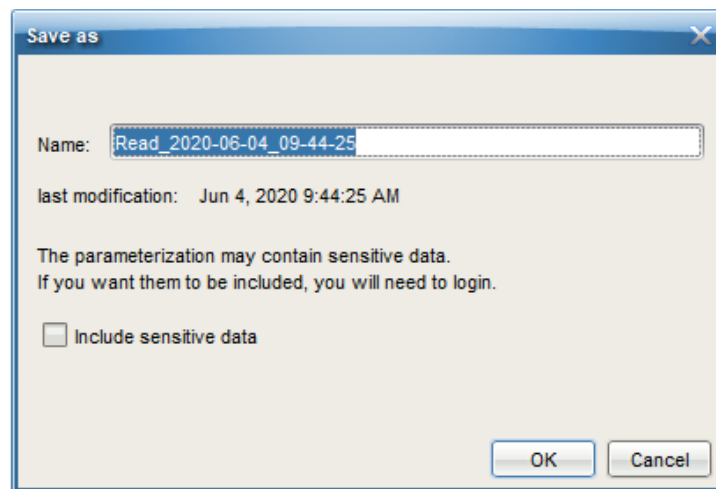 Save as
Name: Read_2020-06-04_09-44-25
last modification: Jun 4, 2020 9:44:25 AM
The parameterization may contain sensitive data.
If you want them to be included, you will need to login.
Include sensitive data
OK Cancel